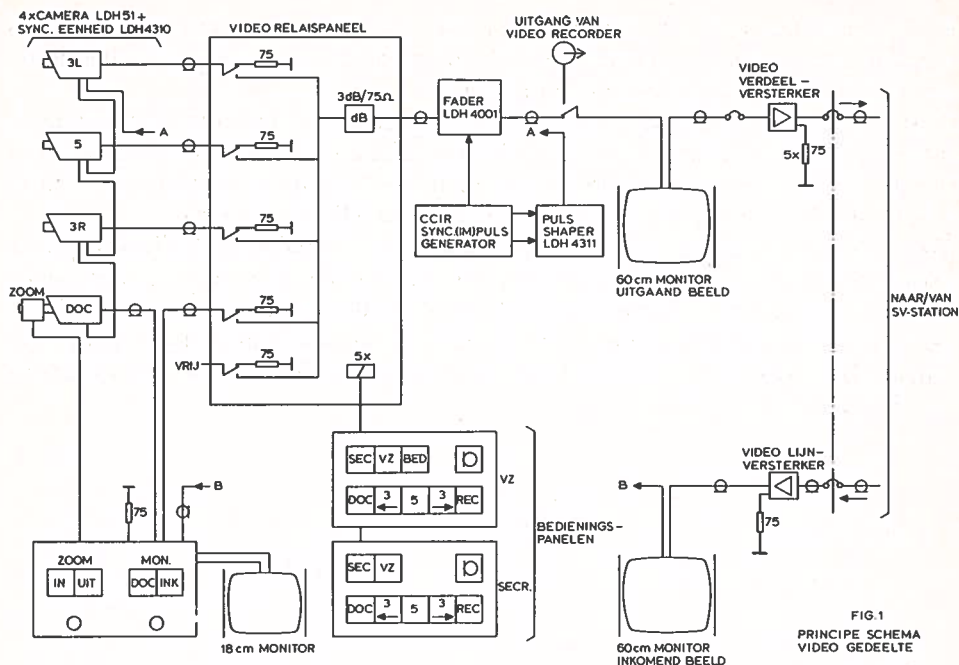 4xCAMERA LDH51+
SYNC. EENHEID LDH4310
3L
A
5
3R
ZOOM
DOC
VIDEO RELAISPANEEL
75
75
75
75
VRIJ
75
5x
3dB/75Ω
dB
FADER
LDH 4001
UITGANG VAN
VIDEO RECORDER
A
CCIR
SYNC.(IM)PULS
GENERATOR
PULS
SHAPER
LDH 4311
60cm MONITOR
UITGAAND BEELD
VIDEO
VERDEEL-
VERSTERKER
5x
75
NAAR/VAN
SV-STATION
VIDEO LIJN-
VERSTERKER
75
B
60cm MONITOR
INKOMEND BEELD
SEC VZ BED
DOC 3 5 3 REC
VZ
SEC VZ
DOC 3 5 3 REC
SECR.
BEDIENINGS-
PANELEN
B
75
ZOOM
IN UIT
MON.
DOC INK
18cm MONITOR
FIG.1
PRINCIPE SCHEMA
VIDEO GEDEELTE